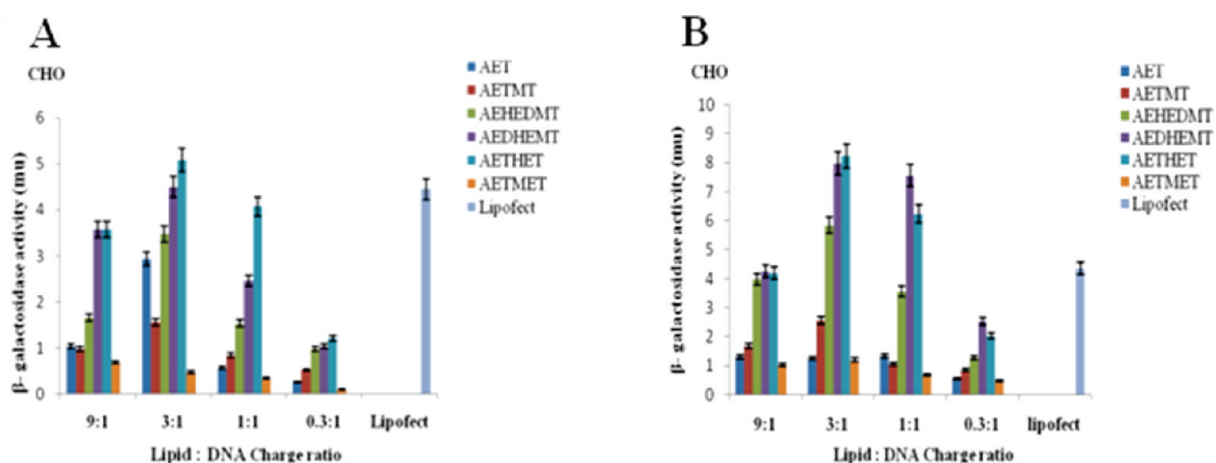 A
CHO
AET
AETMT
AEHEDMT
AEDHEMT
AETHET
AETMET
Lipofect
6
5
4
3
2
1
0
β- galactosidase activity (mu)
9:1 3:1 1:1 0.3:1 Lipofect
Lipid : DNA Charge ratio
B
CHO
AET
AETMT
AEHEDMT
AEDHEMT
AETHET
AETMET
Lipofect
10
9
8
7
6
5
4
3
2
1
0
β- galactosidase activity (mu)
9:1 3:1 1:1 0.3:1 lipofect
Lipid : DNA Charge ratio